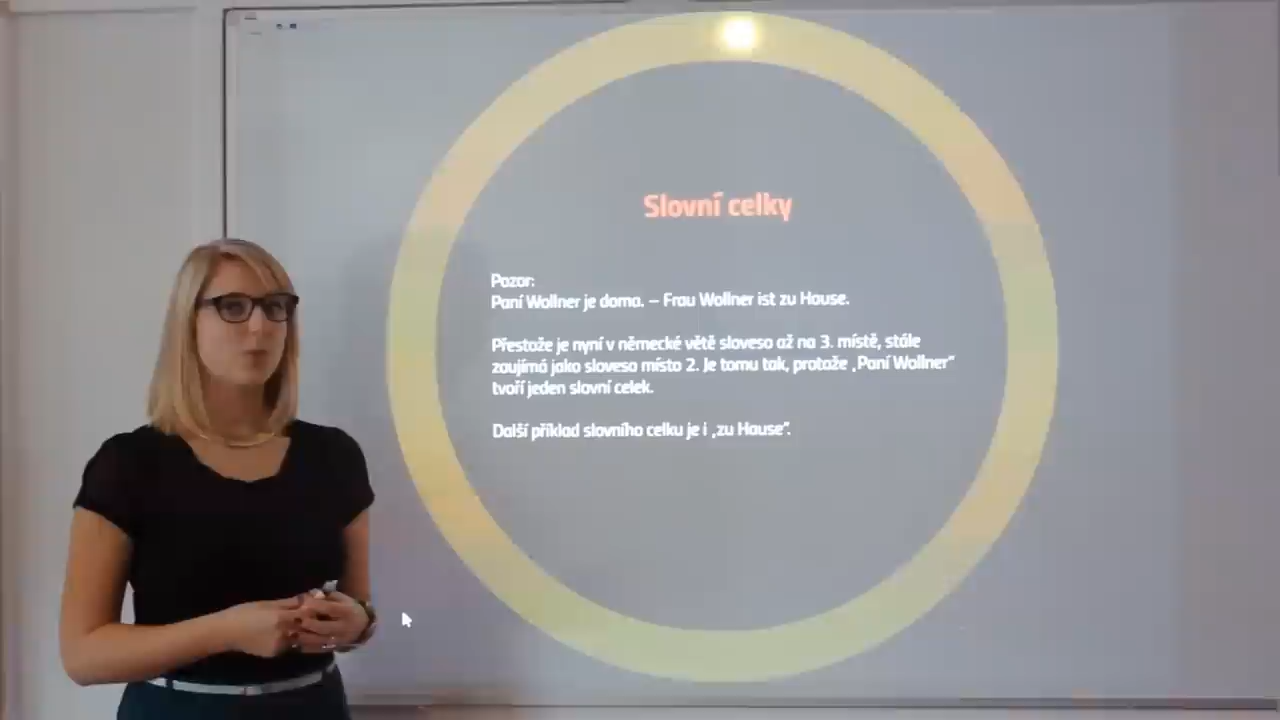 Slovní celky
Pozor:
Paní Wollner je doma. – Frau Wollner ist zu Hause.
Přestože je nyní v německé větě sloveso až na 3. místě, stále
zaujímá jako sloveso místo 2. Je tomu tak, protože „Paní Wollner“
tvoří jeden slovní celek.
Další příklad slovního celku je i „zu Hause“.